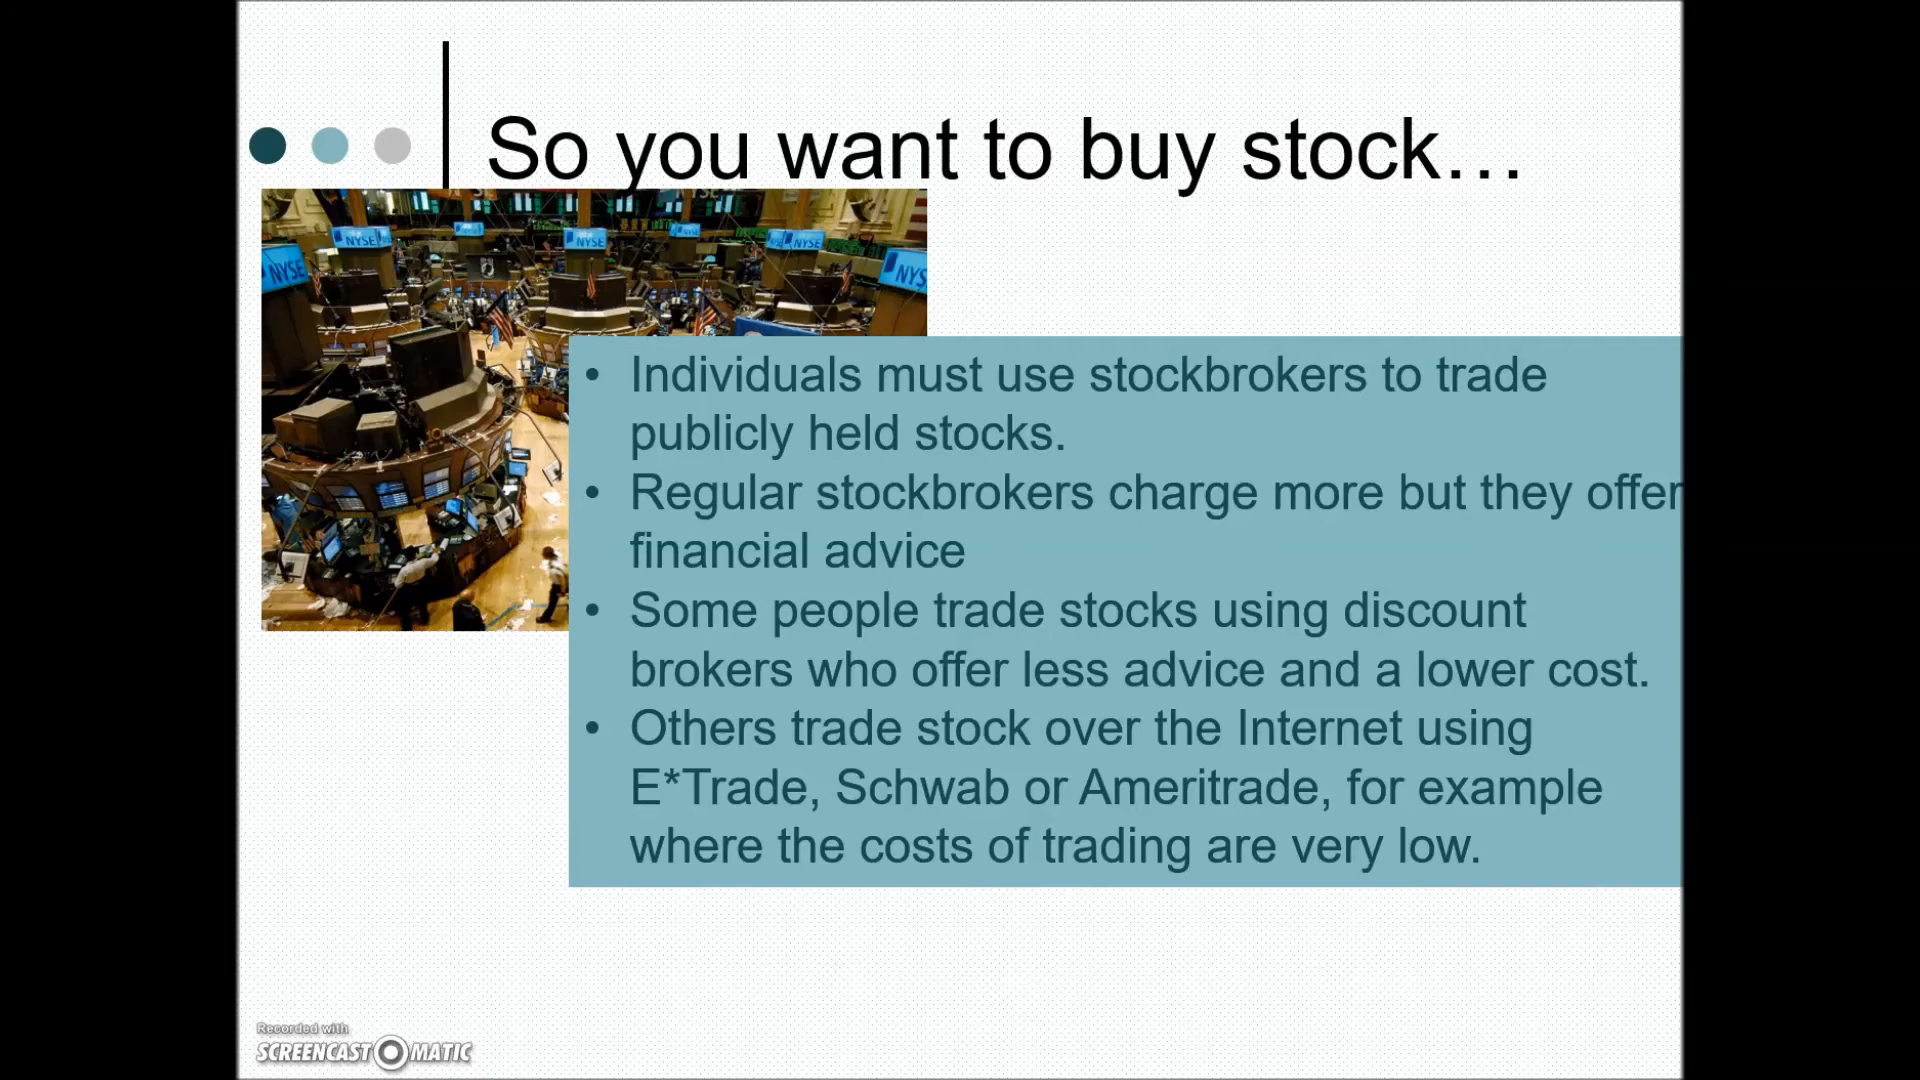 So you want to buy stock…
NYSE
NYSE
NYSE
NYSE
NYS
• Individuals must use stockbrokers to trade
publicly held stocks.
• Regular stockbrokers charge more but they offer
financial advice
• Some people trade stocks using discount
brokers who offer less advice and a lower cost.
• Others trade stock over the Internet using
E*Trade, Schwab or Ameritrade, for example
where the costs of trading are very low.
Recorded with
SCREENCAST O MATIC